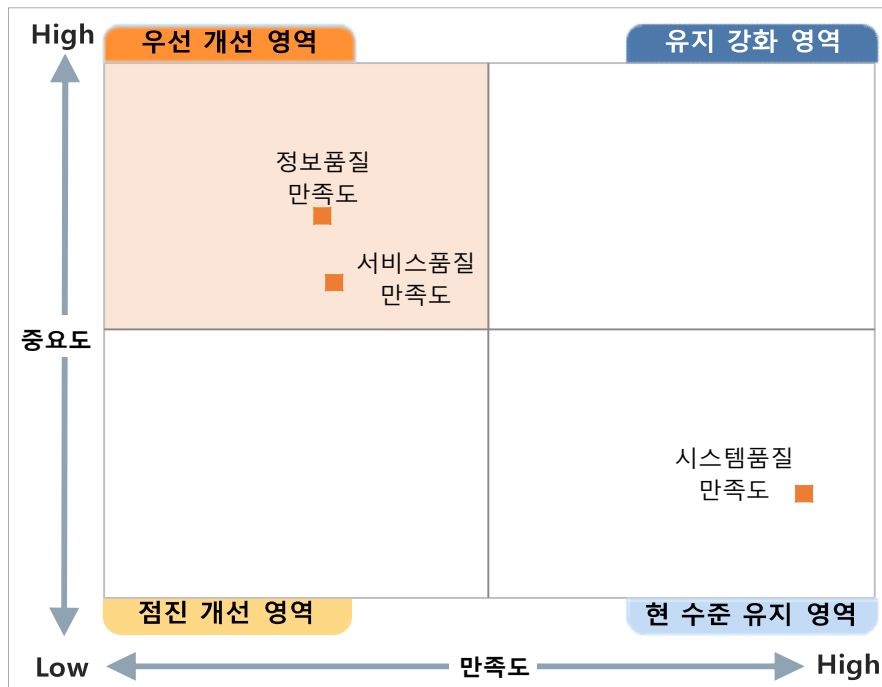 High
우선 개선 영역
유지 강화 영역
정보품질
만족도
서비스품질
만족도
중요도
시스템품질
만족도
점진 개선 영역
현 수준 유지 영역
Low
만족도
High